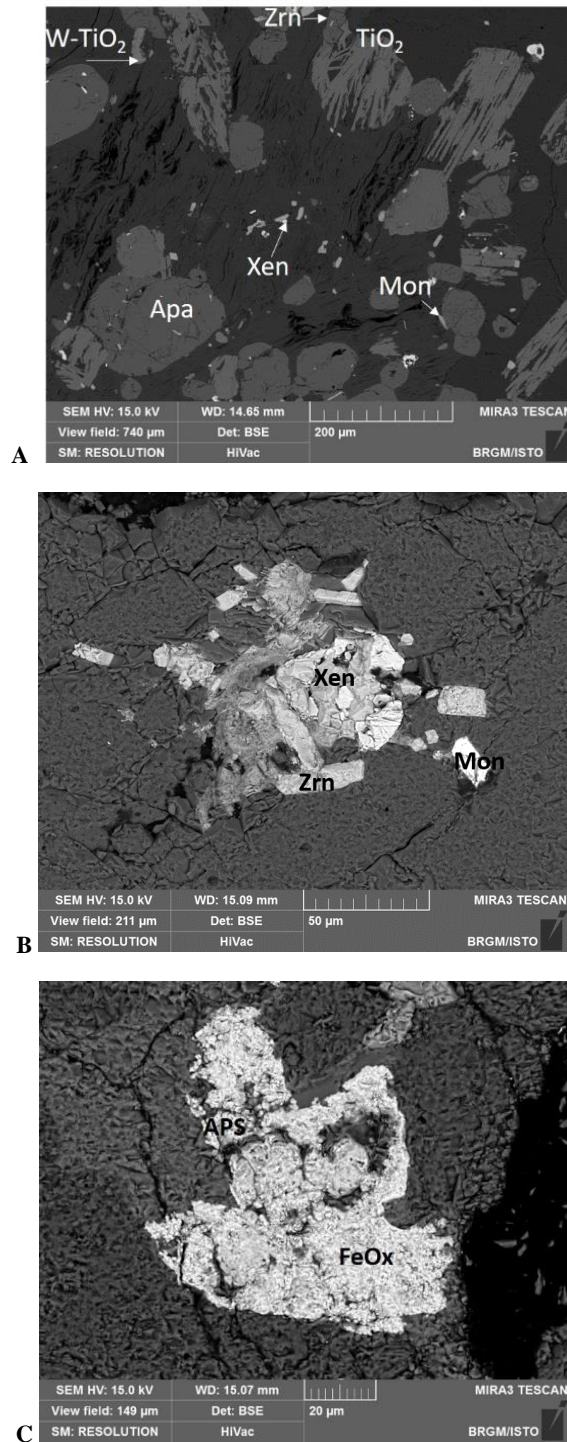 Zrn
W-TiO2 TiO2
Xen
Mon
Apa
SEM HV: 15.0 kV WD: 14.65 mm MIRA3 TESCAN
View field: 740 µm Det: BSE 200 µm
SM: RESOLUTION HiVac BRGM/ISTO
A
Xen
Mon
Zrn
SEM HV: 15.0 kV WD: 15.09 mm MIRA3 TESCAN
View field: 211 µm Det: BSE 50 µm
SM: RESOLUTION HiVac BRGM/ISTO
B
APS
FeOx
SEM HV: 15.0 kV WD: 15.07 mm MIRA3 TESCAN
View field: 149 µm Det: BSE 20 µm
SM: RESOLUTION HiVac BRGM/ISTO
C